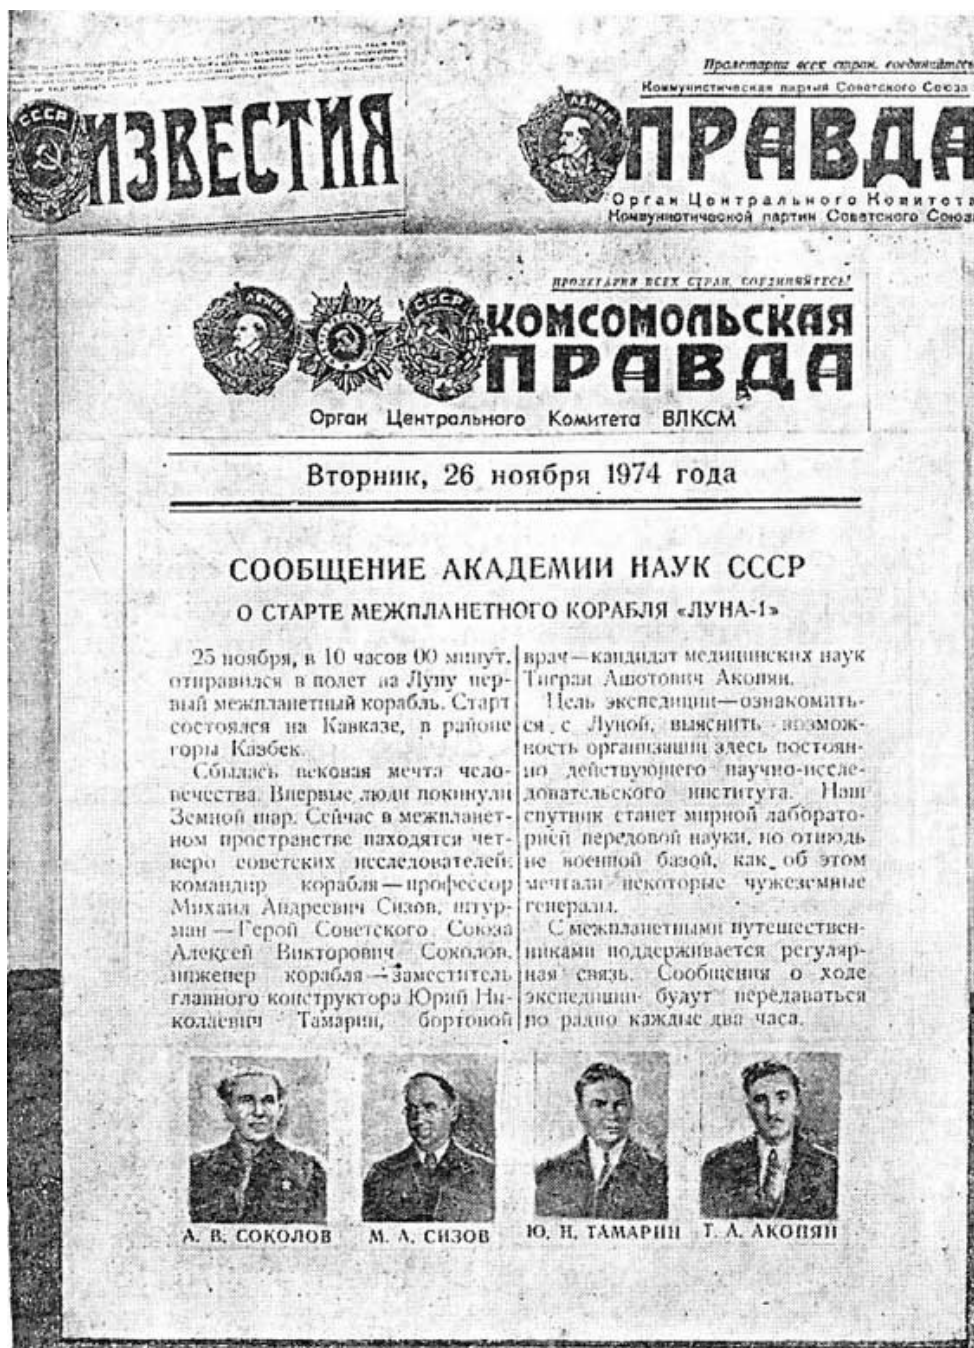 ИЗВЕСТИЯ
СССР
Пролетарии всех стран, соединяйтесь
Коммунистическая партия Советского Союза
ЛЕНИН
ПРАВДА
Орган Центрального Комитета
Коммунистической партии Советского Союза
ПРОЛЕТАРИИ ВСЕХ СТРАН, СОЕДИНЯЙТЕСЬ!
ЛЕНИН
СССР
КОМСОМОЛЬСКАЯ
ПРАВДА
Орган Центрального Комитета ВЛКСМ
Вторник, 26 ноября 1974 года
СООБЩЕНИЕ АКАДЕМИИ НАУК СССР
О СТАРТЕ МЕЖПЛАНЕТНОГО КОРАБЛЯ «ЛУНА-1»
25 ноября, в 10 часов 00 минут,
отправился в полет на Луну пер-
вый межпланетный корабль. Старт
состоялся на Кавказе, в районе
горы Казбек.
Сбылась вековая мечта чело-
вечества. Впервые люди покинули
Земной шар. Сейчас в межпланет-
ном пространстве находятся чет-
веро советских исследователей:
командир корабля — профессор
Михаил Андреевич Сизов, штур-
ман — Герой Советского Союза
Алексей Викторович Соколов,
инженер корабля — заместитель
главного конструктора Юрий Ни-
колаевич Тамарин, бортовой
врач — кандидат медицинских наук
Тигран Ашотович Акопян.
Цель экспедиции — ознакомить-
ся с Луной, выяснить возмож-
ность организации здесь постоян-
но действующего научно-иссле-
довательского института. Наш
спутник станет мирной лаборато-
рией передовой науки, но отнюдь
не военной базой, как об этом
мечтали некоторые чужеземные
генералы.
С межпланетными путешествен-
никами поддерживается регуляр-
ная связь. Сообщения о ходе
экспедиции будут передаваться
по радио каждые два часа.
А. В. СОКОЛОВ
М. А. СИЗОВ
Ю. Н. ТАМАРИН
Т. А. АКОПЯН